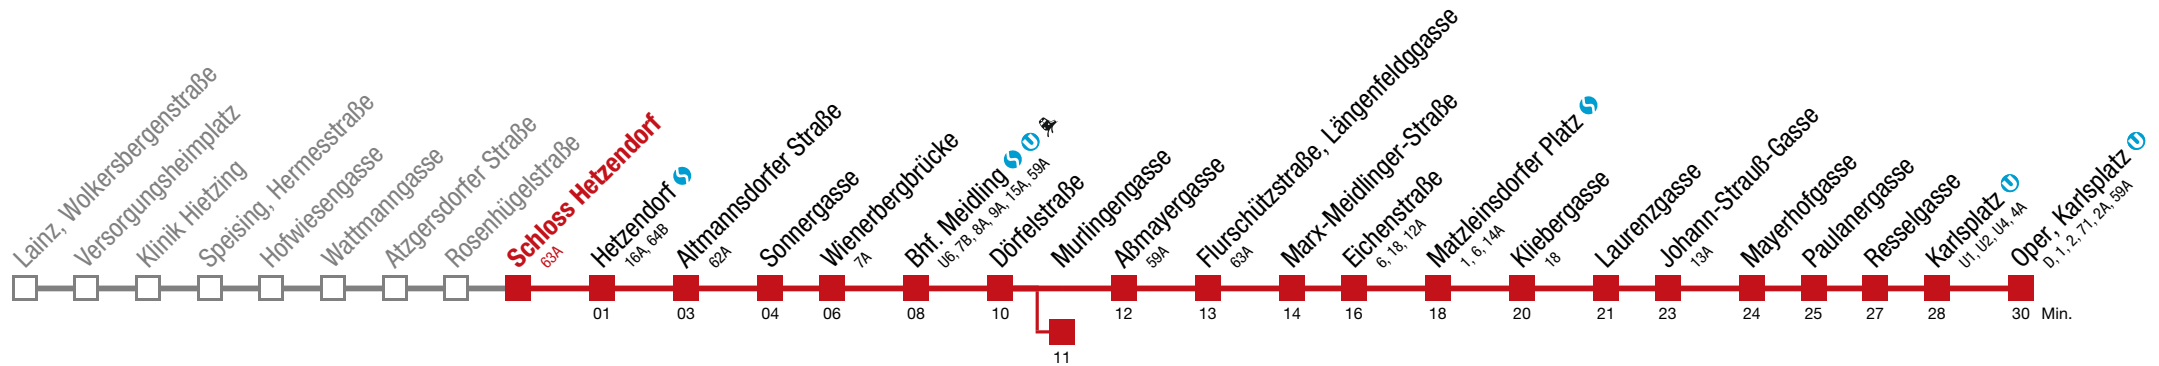 Lainz, Wolkersbergenstraße
Versorgungsheimplatz
Klinik Hietzing
Speising, Hermesstraße
Hofwiesengasse
Wattmanngasse
Atzgersdorfer Straße
Rosenhügelstraße
Schloss Hetzendorf
63A
Hetzendorf S
16A, 64B
Altmannsdorfer Straße
62A
Sonnergasse
Wienerbergbrücke
7A
Bhf. Meidling S U
U6, 7B, 8A, 9A, 15A, 59A
Dörfelstraße
Murlingengasse
Aßmayergasse
59A
Flurschützstraße, Längenfeldggasse
63A
Marx-Meidlinger-Straße
Eichenstraße
6, 18, 12A
Matzleinsdorfer Platz S
1, 6, 14A
Kliebergasse
18
Laurenzgasse
Johann-Strauß-Gasse
13A
Mayerhofgasse
Paulanergasse
Resselgasse
Karlsplatz U
U1, U2, U4, 4A
Oper, Karlsplatz U
D, 1, 2, 71, 2A, 59A
01 03 04 06 08 10 12 13 14 16 18 20 21 23 24 25 27 28 30 Min.
11